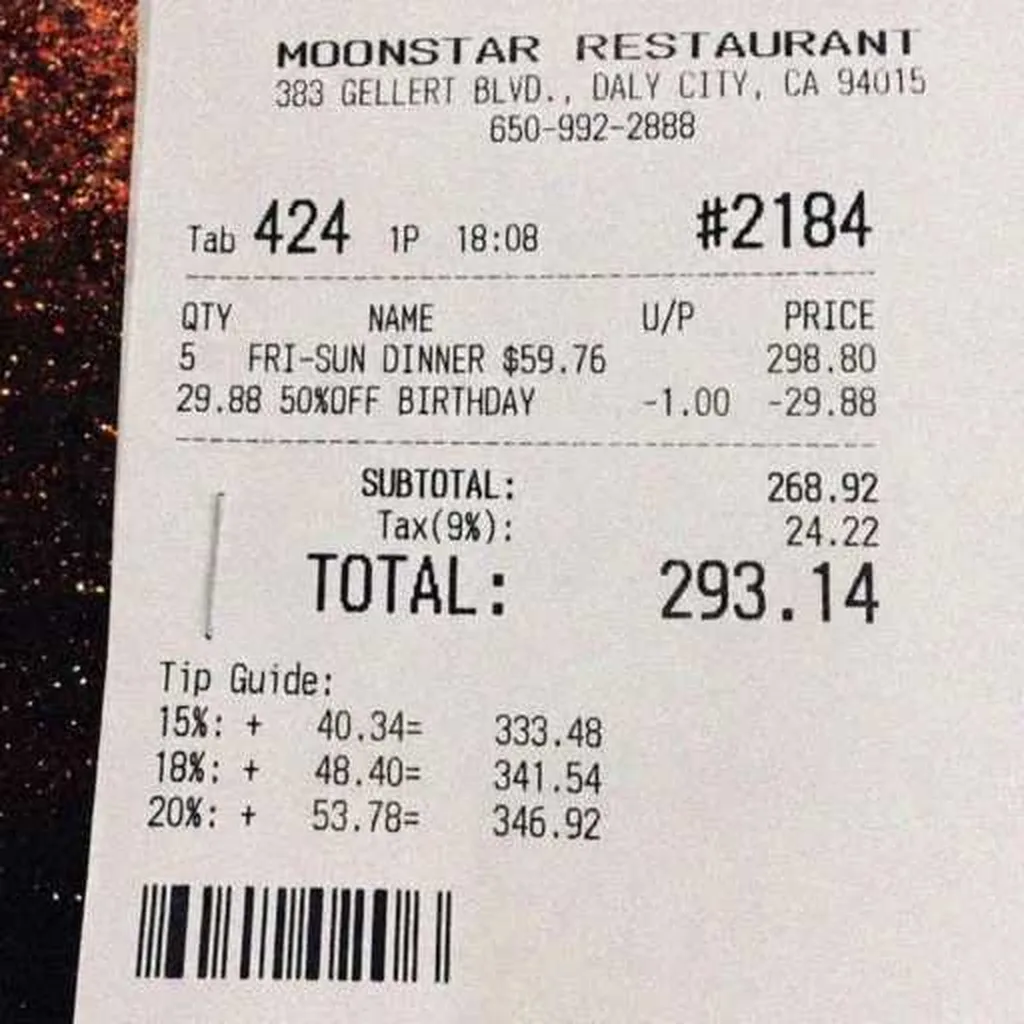 MOONSTAR RESTAURANT
383 GELLERT BLVD., DALY CITY, CA 94015
650-992-2888
Tab 424 1P 18:08 #2184
QTY NAME U/P PRICE
5 FRI-SUN DINNER $59.76 298.80
29.88 50%OFF BIRTHDAY -1.00 -29.88
SUBTOTAL: 268.92
Tax(9%): 24.22
TOTAL: 293.14
Tip Guide:
15%: + 40.34= 333.48
18%: + 48.40= 341.54
20%: + 53.78= 346.92